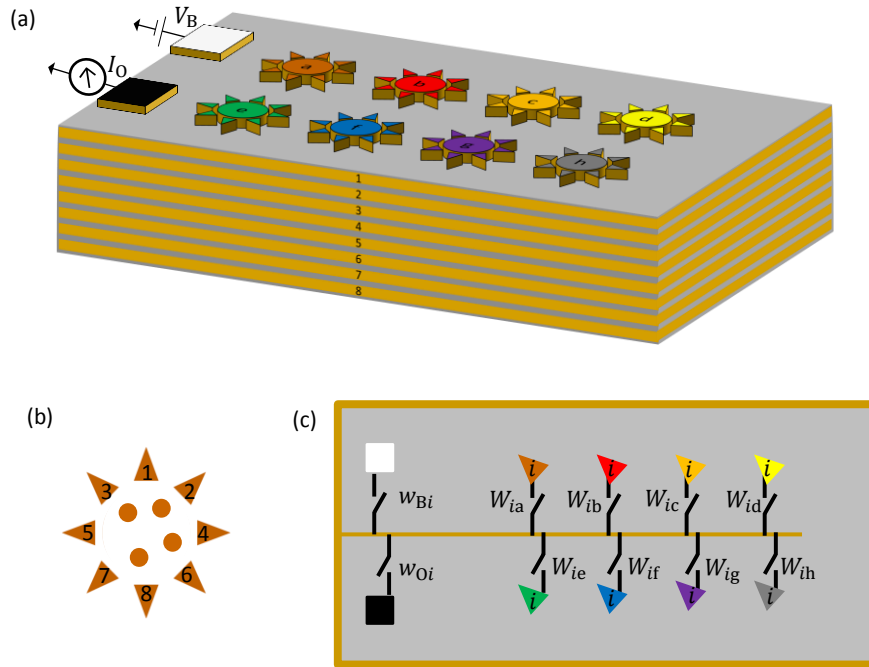 (a)
V_B
I_O
a
b
c
d
e
f
g
h
1
2
3
4
5
6
7
8
(b)
1
3 2
5 4
7 6
8
(c)
i i i i
w_Bi W_ia W_ib W_ic W_id
w_Oi W_ie W_if W_ig W_ih
i i i i